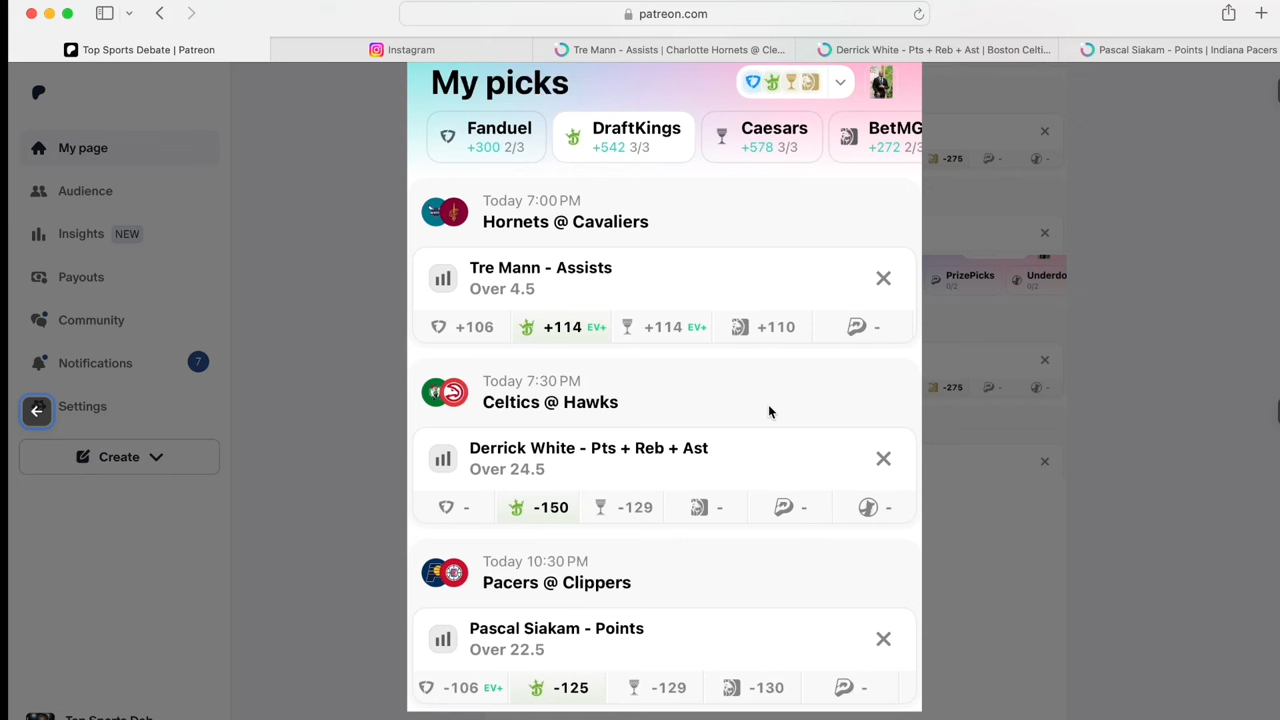 patreon.com
Top Sports Debate | Patreon
Instagram
Tre Mann - Assists | Charlotte Hornets @ Cle...
Derrick White - Pts + Reb + Ast | Boston Celti...
Pascal Siakam - Points | Indiana Pacers
My page
Audience
Insights NEW
Payouts
Community
Notifications 7
Settings
Create
My picks
Fanduel
+300 2/3
DraftKings
+542 3/3
Caesars
+578 3/3
BetMG
+272 2/3
Today 7:00 PM
Hornets @ Cavaliers
Tre Mann - Assists
Over 4.5
+106 +114 EV+ +114 EV+ +110 -
Today 7:30 PM
Celtics @ Hawks
Derrick White - Pts + Reb + Ast
Over 24.5
- -150 -129 - - -
Today 10:30 PM
Pacers @ Clippers
Pascal Siakam - Points
Over 22.5
-106 EV+ -125 -129 -130 -
-275 - -
PrizePicks
0/2
Underdo
0/2
-275 - -